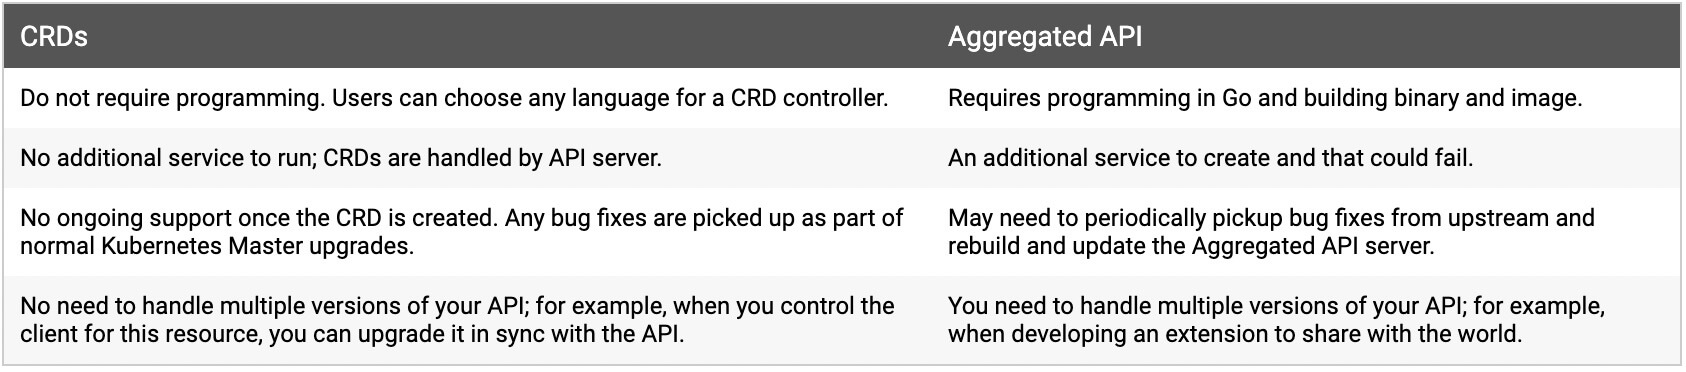 CRDs
Aggregated API
Do not require programming. Users can choose any language for a CRD controller.
Requires programming in Go and building binary and image.
No additional service to run; CRDs are handled by API server.
An additional service to create and that could fail.
No ongoing support once the CRD is created. Any bug fixes are picked up as part of
normal Kubernetes Master upgrades.
May need to periodically pickup bug fixes from upstream and
rebuild and update the Aggregated API server.
No need to handle multiple versions of your API; for example, when you control the
client for this resource, you can upgrade it in sync with the API.
You need to handle multiple versions of your API; for example,
when developing an extension to share with the world.